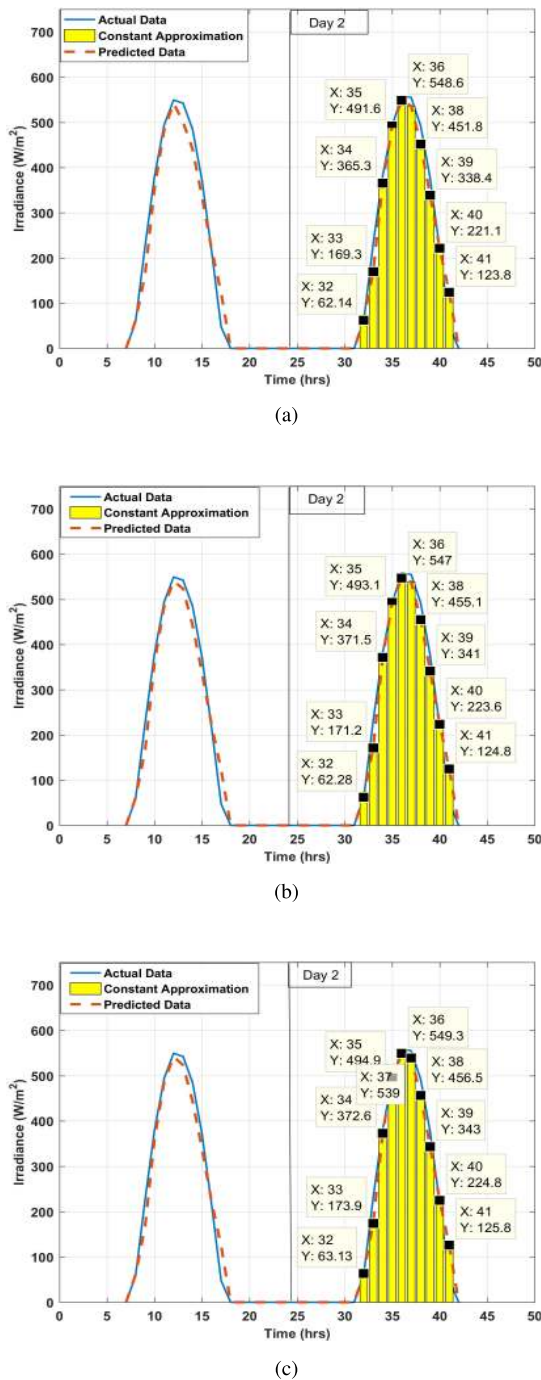 Actual Data
Constant Approximation
Predicted Data
Day 2
Irradiance (W/m²)
700
600
500
400
300
200
100
0
X: 36
Y: 548.6
X: 35
Y: 491.6
X: 38
Y: 451.8
X: 34
Y: 365.3
X: 39
Y: 338.4
X: 33
Y: 169.3
X: 40
Y: 221.1
X: 32
Y: 62.14
X: 41
Y: 123.8
0 5 10 15 20 25 30 35 40 45 50
Time (hrs)
(a)
Actual Data
Constant Approximation
Predicted Data
Day 2
Irradiance (W/m²)
700
600
500
400
300
200
100
0
X: 36
Y: 547
X: 35
Y: 493.1
X: 38
Y: 455.1
X: 34
Y: 371.5
X: 39
Y: 341
X: 33
Y: 171.2
X: 40
Y: 223.6
X: 32
Y: 62.28
X: 41
Y: 124.8
0 5 10 15 20 25 30 35 40 45 50
Time (hrs)
(b)
Actual Data
Constant Approximation
Predicted Data
Day 2
Irradiance (W/m²)
700
600
500
400
300
200
100
0
X: 36
Y: 549.3
X: 35
Y: 494.9
X: 37
Y: 539
X: 38
Y: 456.5
X: 34
Y: 372.6
X: 39
Y: 343
X: 33
Y: 173.9
X: 40
Y: 224.8
X: 32
Y: 63.13
X: 41
Y: 125.8
0 5 10 15 20 25 30 35 40 45 50
Time (hrs)
(c)